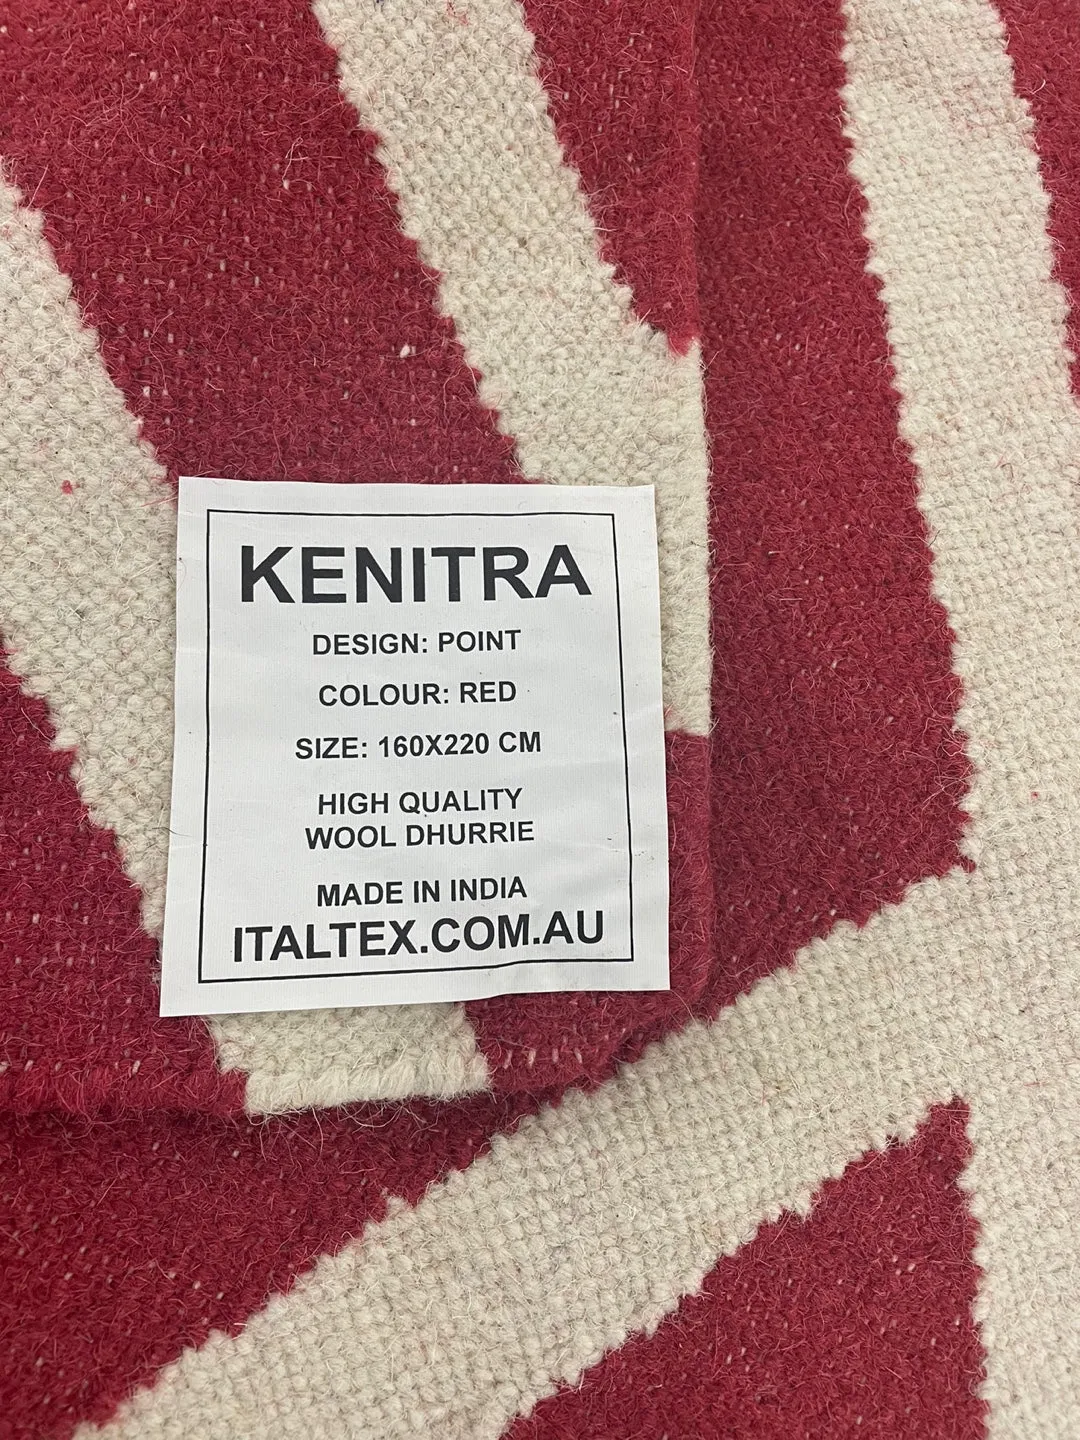 KENITRA
DESIGN: POINT
COLOUR: RED
SIZE: 160X220 CM
HIGH QUALITY
WOOL DHURRIE
MADE IN INDIA
ITALTEX.COM.AU